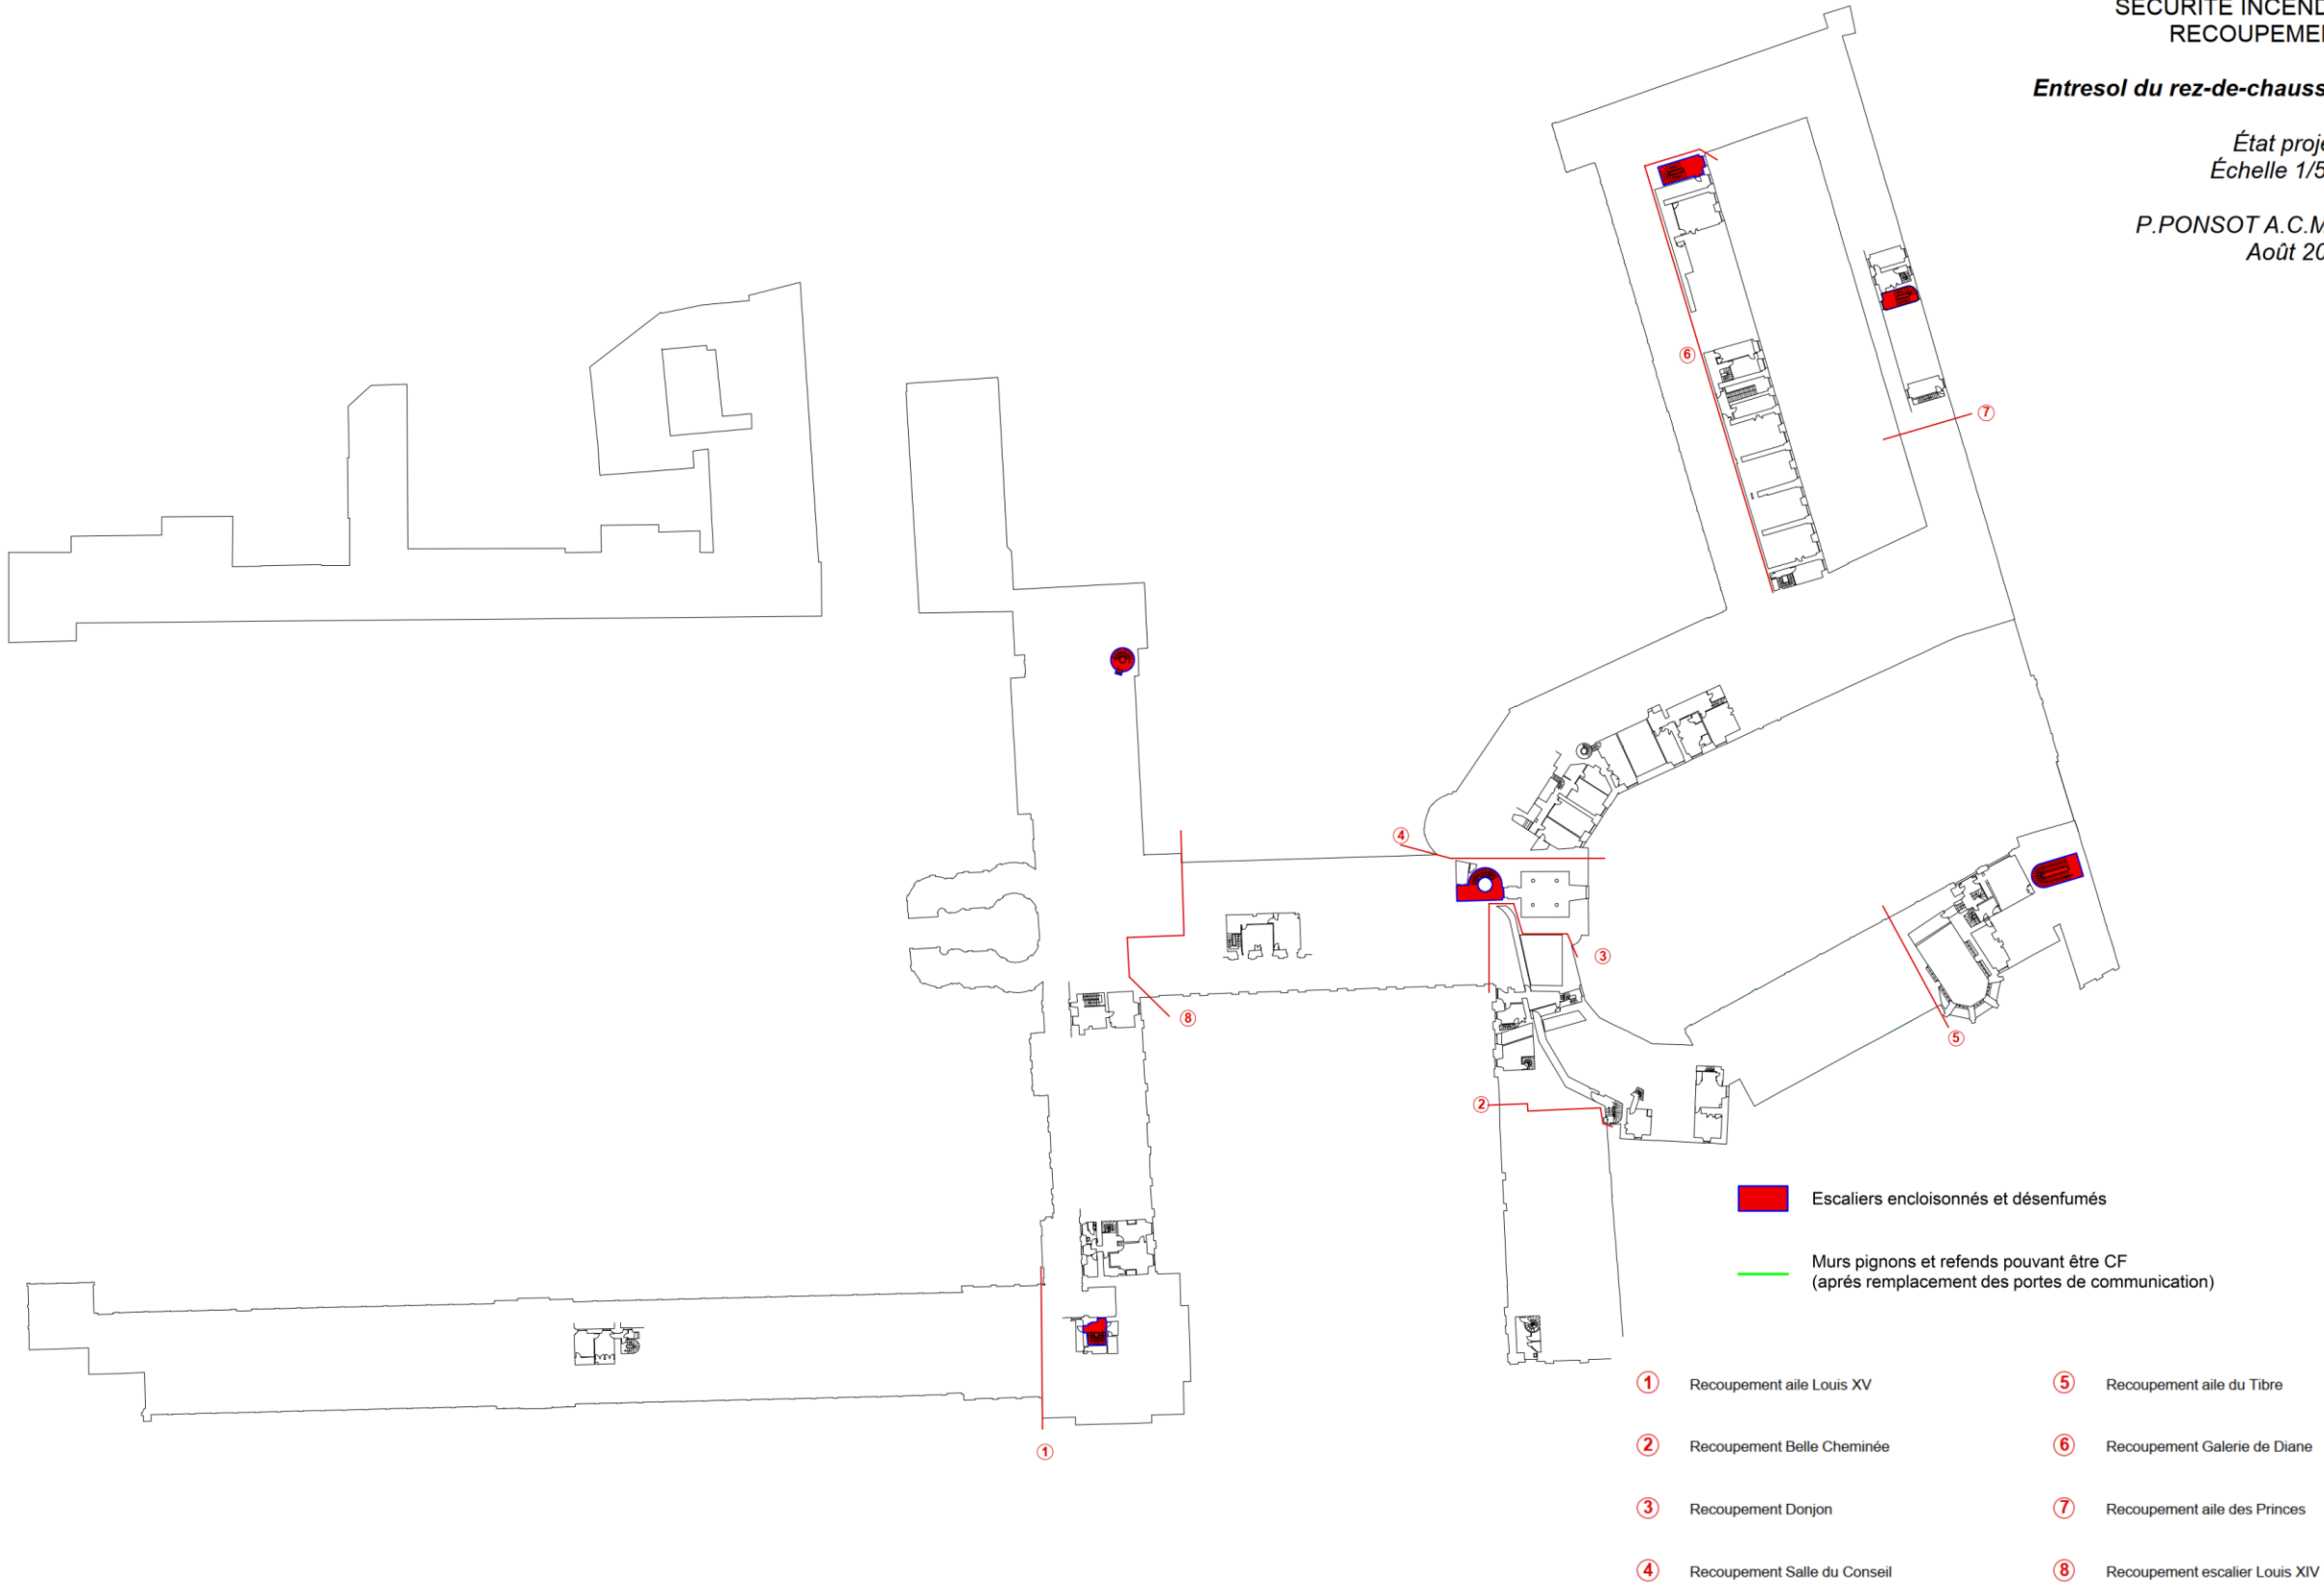 SÉCURITÉ INCEND
RECOUPEME
Entresol du rez-de-chauss
État proj
Échelle 1/5
P.PONSOT A.C.M
Août 20
6
7
4
3
8
5
2
1
Escaliers encloisonnés et désenfumés
Murs pignons et refends pouvant être CF
(aprés remplacement des portes de communication)
1 Recoupement aile Louis XV
2 Recoupement Belle Cheminée
3 Recoupement Donjon
4 Recoupement Salle du Conseil
5 Recoupement aile du Tibre
6 Recoupement Galerie de Diane
7 Recoupement aile des Princes
8 Recoupement escalier Louis XIV